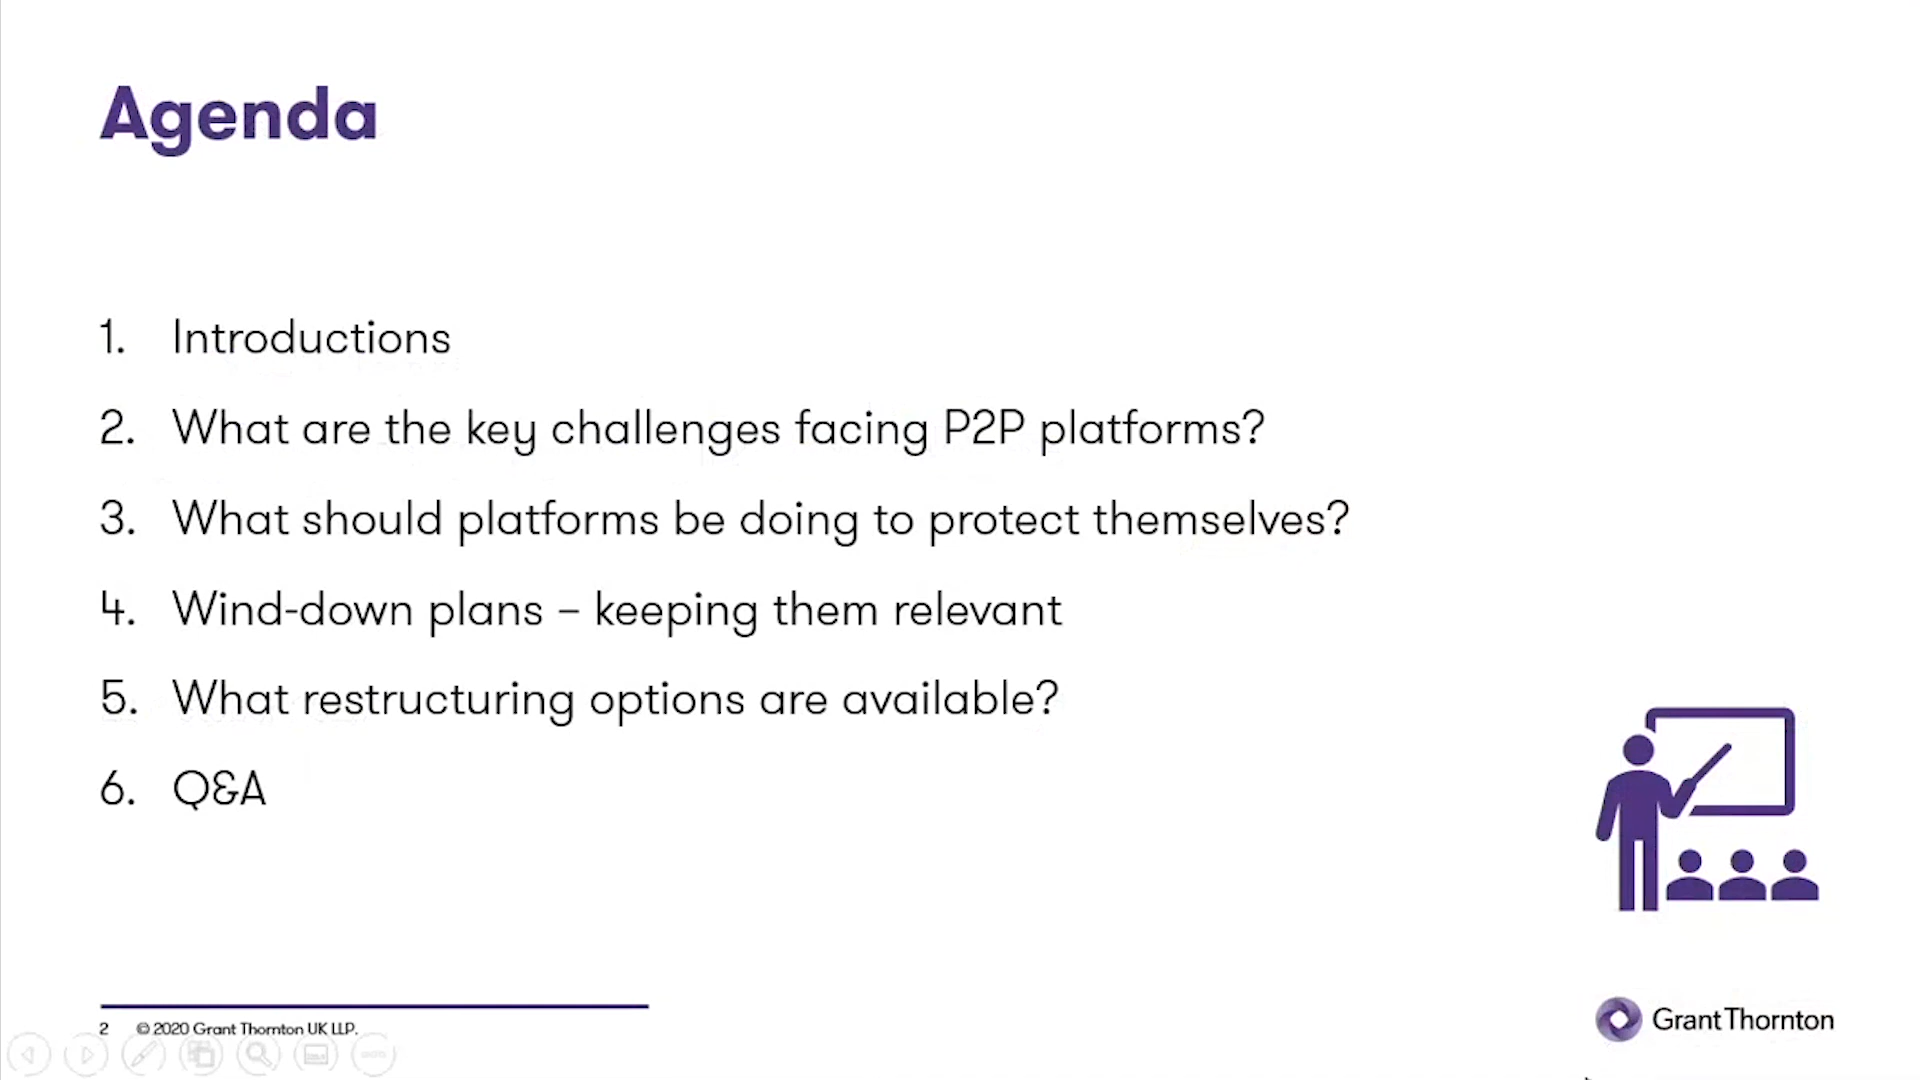 Agenda
1. Introductions
2. What are the key challenges facing P2P platforms?
3. What should platforms be doing to protect themselves?
4. Wind-down plans – keeping them relevant
5. What restructuring options are available?
6. Q&A
2 © 2020 Grant Thornton UK LLP.
Grant Thornton